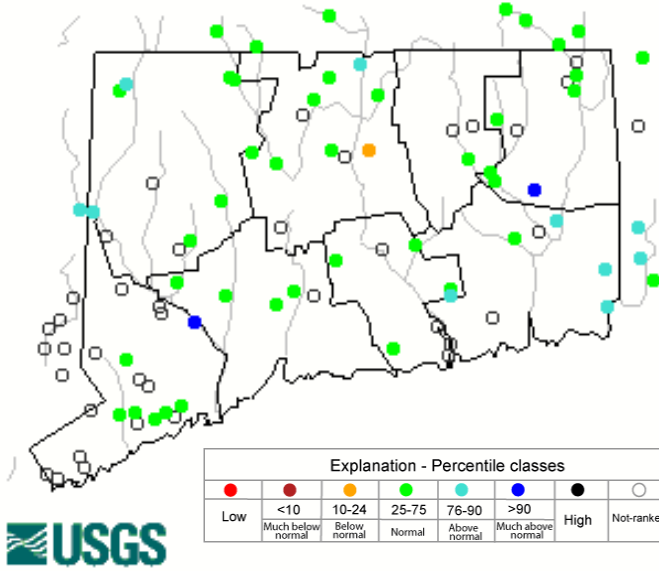 Explanation - Percentile classes
Low
<10
10-24
25-75
76-90
>90
High
Not-ranke
Much below normal
Below normal
Normal
Above normal
Much above normal
USGS